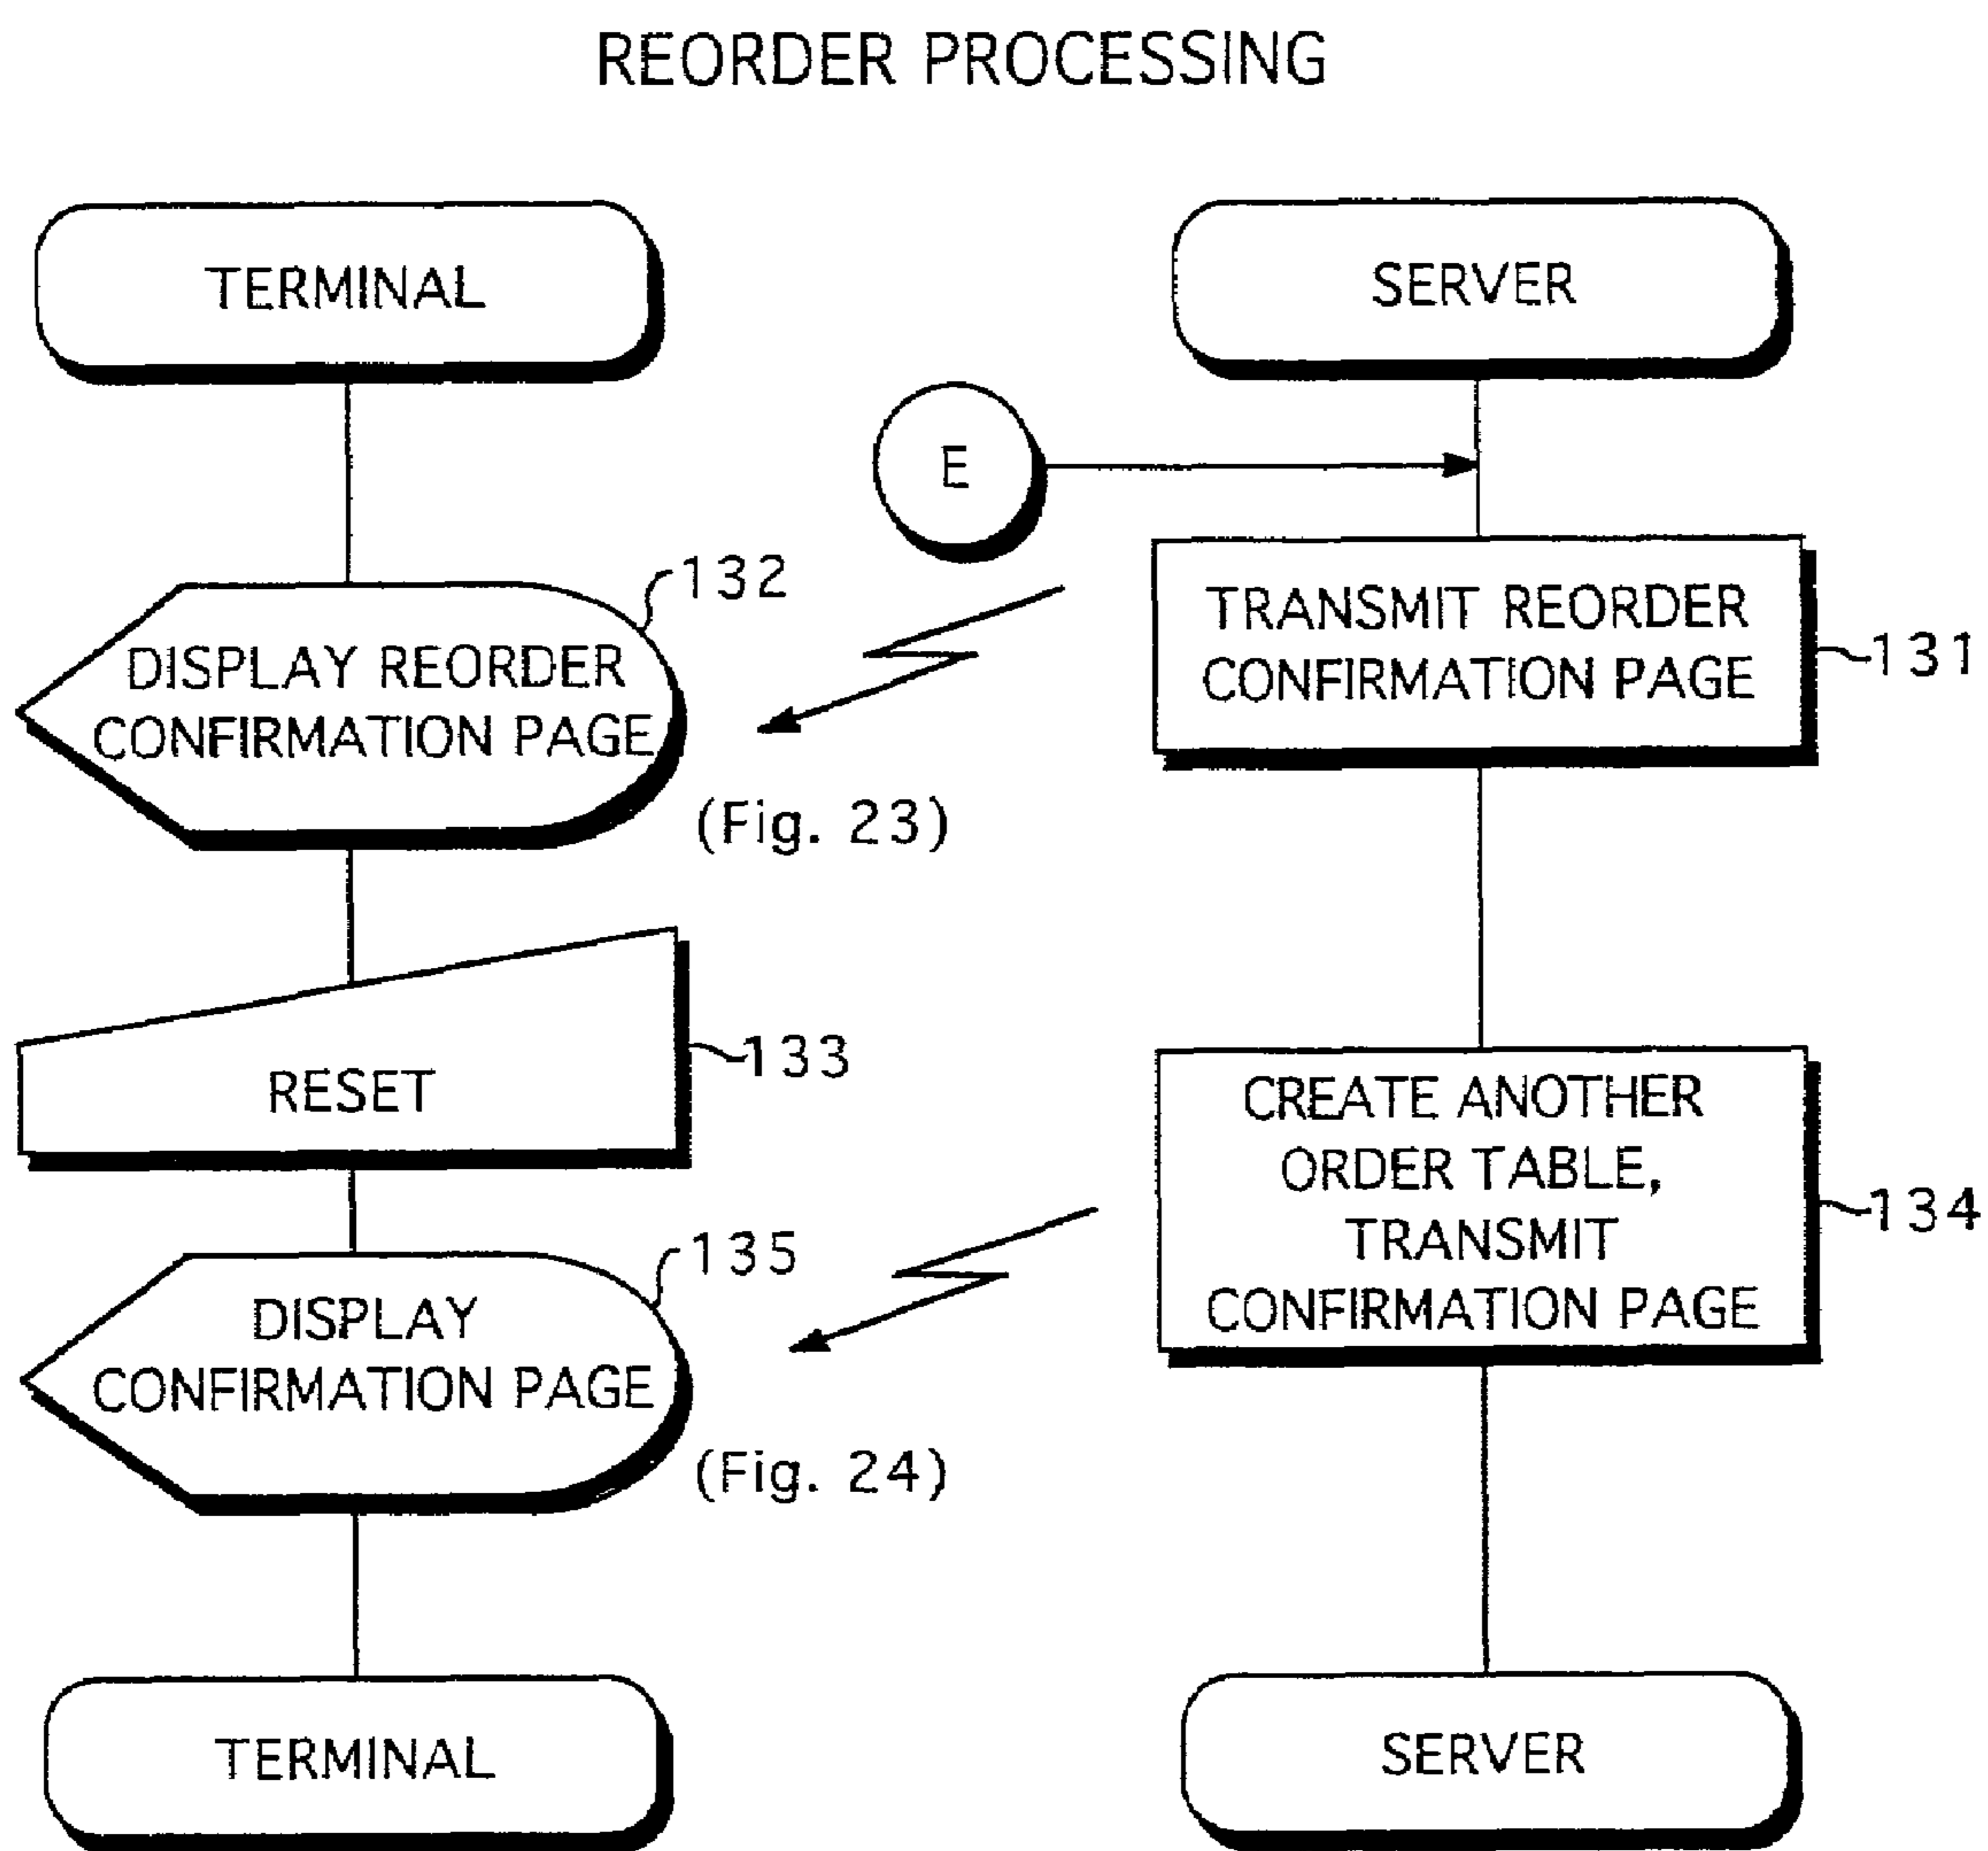 REORDER PROCESSING
TERMINAL
SERVER
E
132
DISPLAY REORDER
CONFIRMATION PAGE
(Fig. 23)
TRANSMIT REORDER
CONFIRMATION PAGE
131
RESET
133
CREATE ANOTHER
ORDER TABLE,
TRANSMIT
CONFIRMATION PAGE
134
135
DISPLAY
CONFIRMATION PAGE
(Fig. 24)
TERMINAL
SERVER